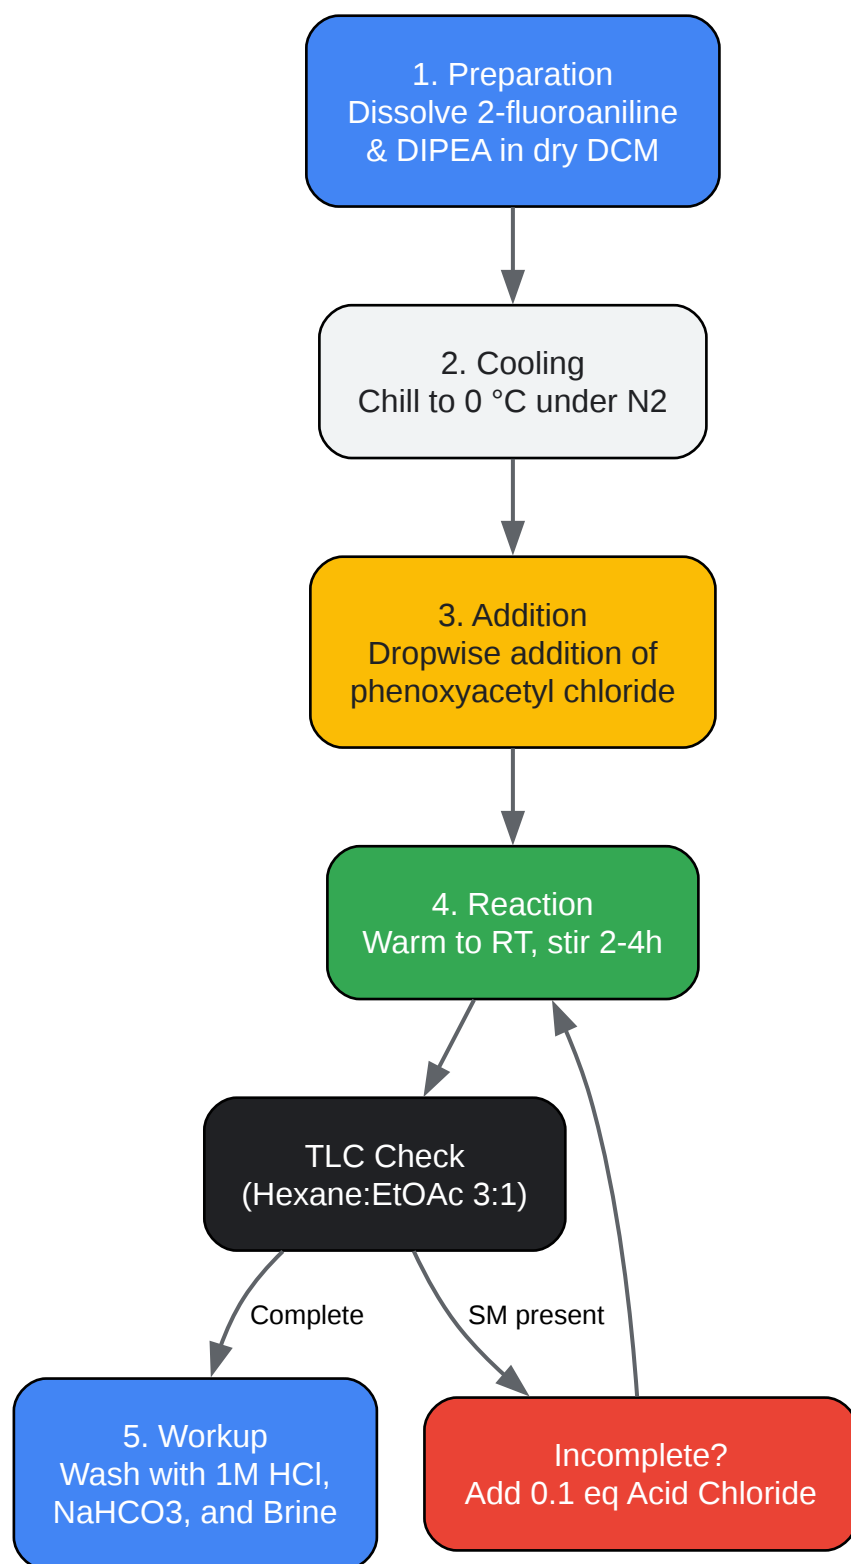 1. Preparation
Dissolve 2-fluoroaniline
& DIPEA in dry DCM
2. Cooling
Chill to 0 °C under N2
3. Addition
Dropwise addition of
phenoxyacetyl chloride
4. Reaction
Warm to RT, stir 2-4h
TLC Check
(Hexane:EtOAc 3:1)
Complete
SM present
5. Workup
Wash with 1M HCl,
NaHCO3, and Brine
Incomplete?
Add 0.1 eq Acid Chloride